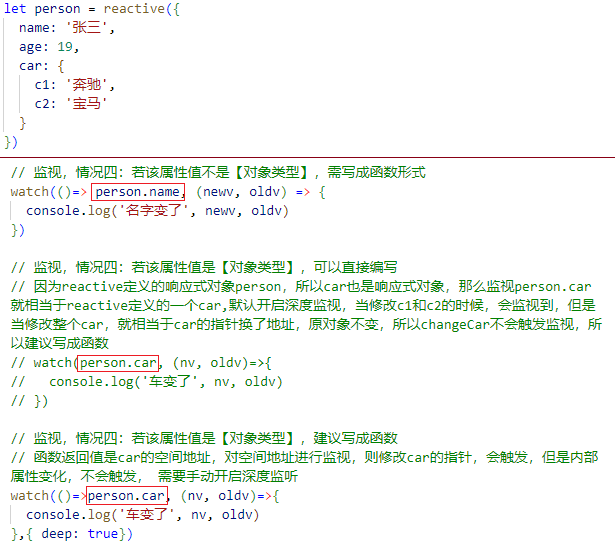 let person = reactive({
name: '张三',
age: 19,
car: {
c1: '奔驰',
c2: '宝马'
}
})
// 监视，情况四：若该属性值不是【对象类型】，需写成函数形式
watch(()=> person.name, (newv, oldv) => {
console.log('名字变了', newv, oldv)
})
// 监视，情况四：若该属性值是【对象类型】，可以直接编写
// 因为reactive定义的响应式对象person，所以car也是响应式对象，那么监视person.car
就相当于reactive定义的一个car,默认开启深度监视，当修改c1和c2的时候，会监视到，但是
当修改整个car，就相当于car的指针换了地址，原对象不变，所以changeCar不会触发监视，所
以建议写成函数
// watch(person.car, (nv, oldv)=>{
//   console.log('车变了', nv, oldv)
// })
// 监视，情况四：若该属性值是【对象类型】，建议写成函数
// 函数返回值是car的空间地址，对空间地址进行监视，则修改car的指针，会触发，但是内部
属性变化，不会触发， 需要手动开启深度监听
watch(()=>person.car, (nv, oldv)=>{
console.log('车变了', nv, oldv)
},{ deep: true})